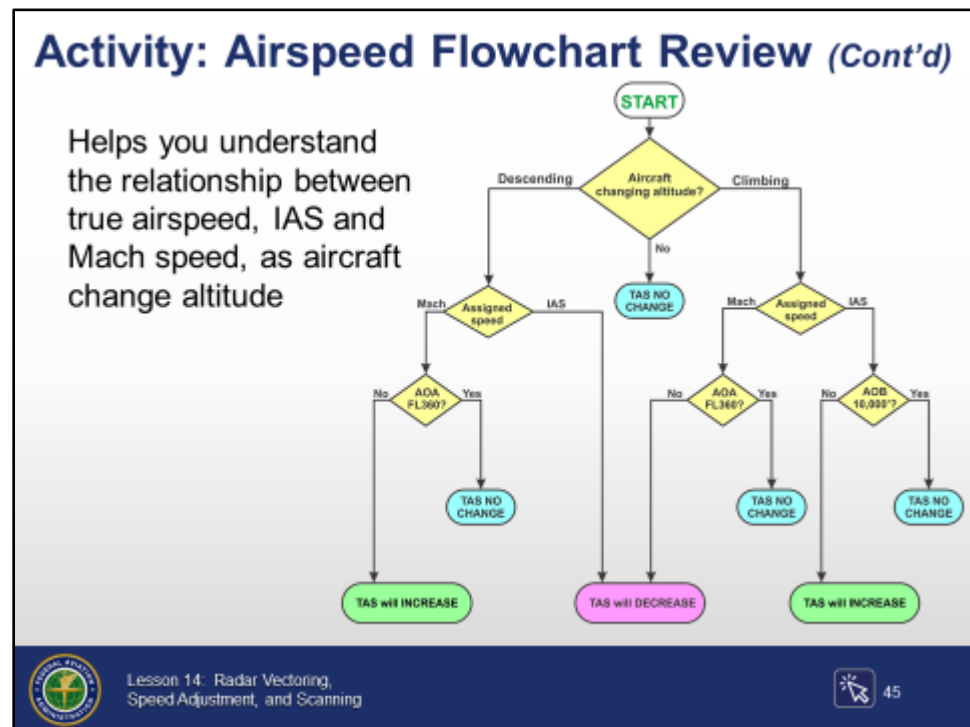 Activity: Airspeed Flowchart Review (Cont'd)
Helps you understand
the relationship between
true airspeed, IAS and
Mach speed, as aircraft
change altitude
START
Aircraft
changing altitude?
Descending
Climbing
No
TAS NO
CHANGE
Mach
Assigned
speed
IAS
Mach
Assigned
speed
IAS
No
AOA
FL360?
Yes
No
AOA
FL360?
Yes
No
AOB
10,000'?
Yes
TAS NO
CHANGE
TAS NO
CHANGE
TAS NO
CHANGE
TAS will INCREASE
TAS will DECREASE
TAS will INCREASE
FEDERAL AVIATION
ADMINISTRATION
Lesson 14: Radar Vectoring,
Speed Adjustment, and Scanning
45